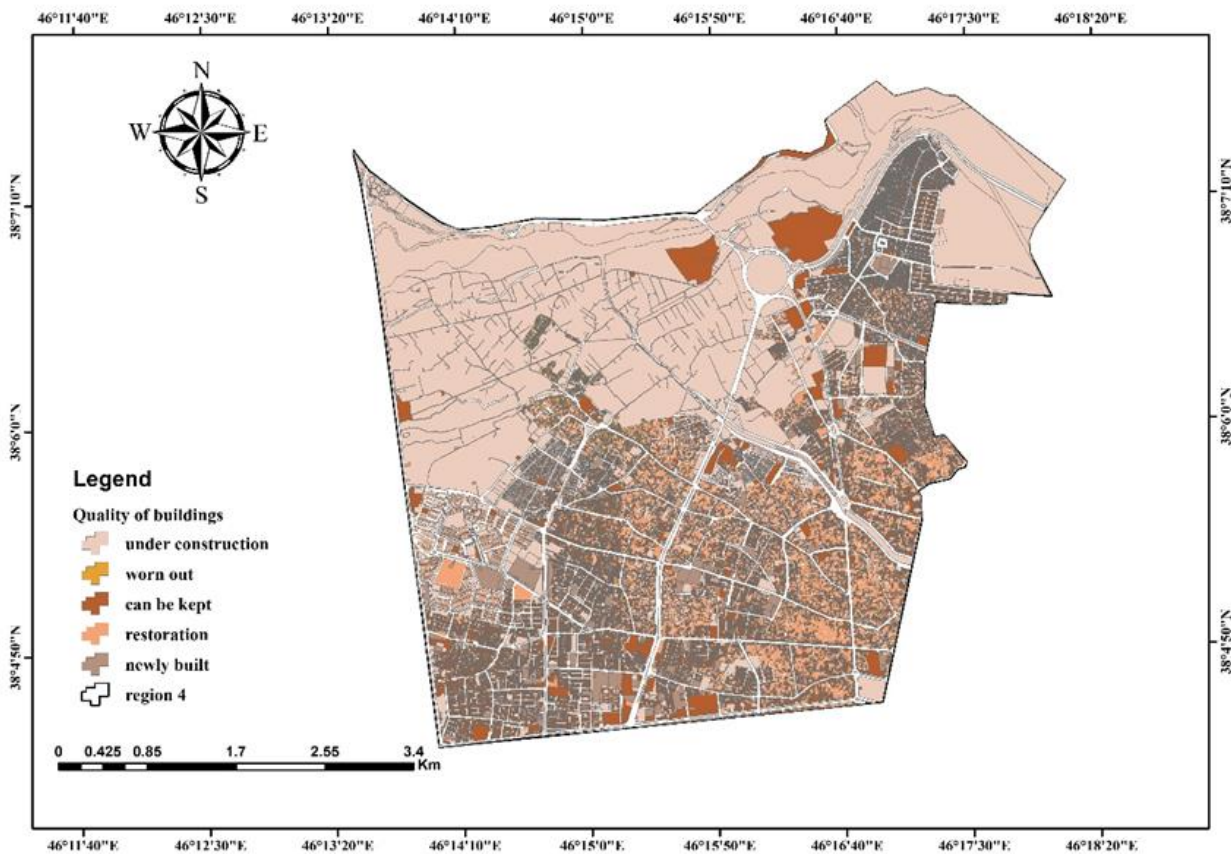 46°11'40"E 46°12'30"E 46°13'20"E 46°14'10"E 46°15'0"E 46°15'50"E 46°16'40"E 46°17'30"E 46°18'20"E
N
W E
S
38°7'10"N 38°7'10"N
38°6'0"N 38°6'0"N
Legend
Quality of buildings
under construction
worn out
can be kept
restoration
newly built
region 4
38°4'50"N 38°4'50"N
0 0.425 0.85 1.7 2.55 3.4
Km
46°11'40"E 46°12'30"E 46°13'20"E 46°14'10"E 46°15'0"E 46°15'50"E 46°16'40"E 46°17'30"E 46°18'20"E